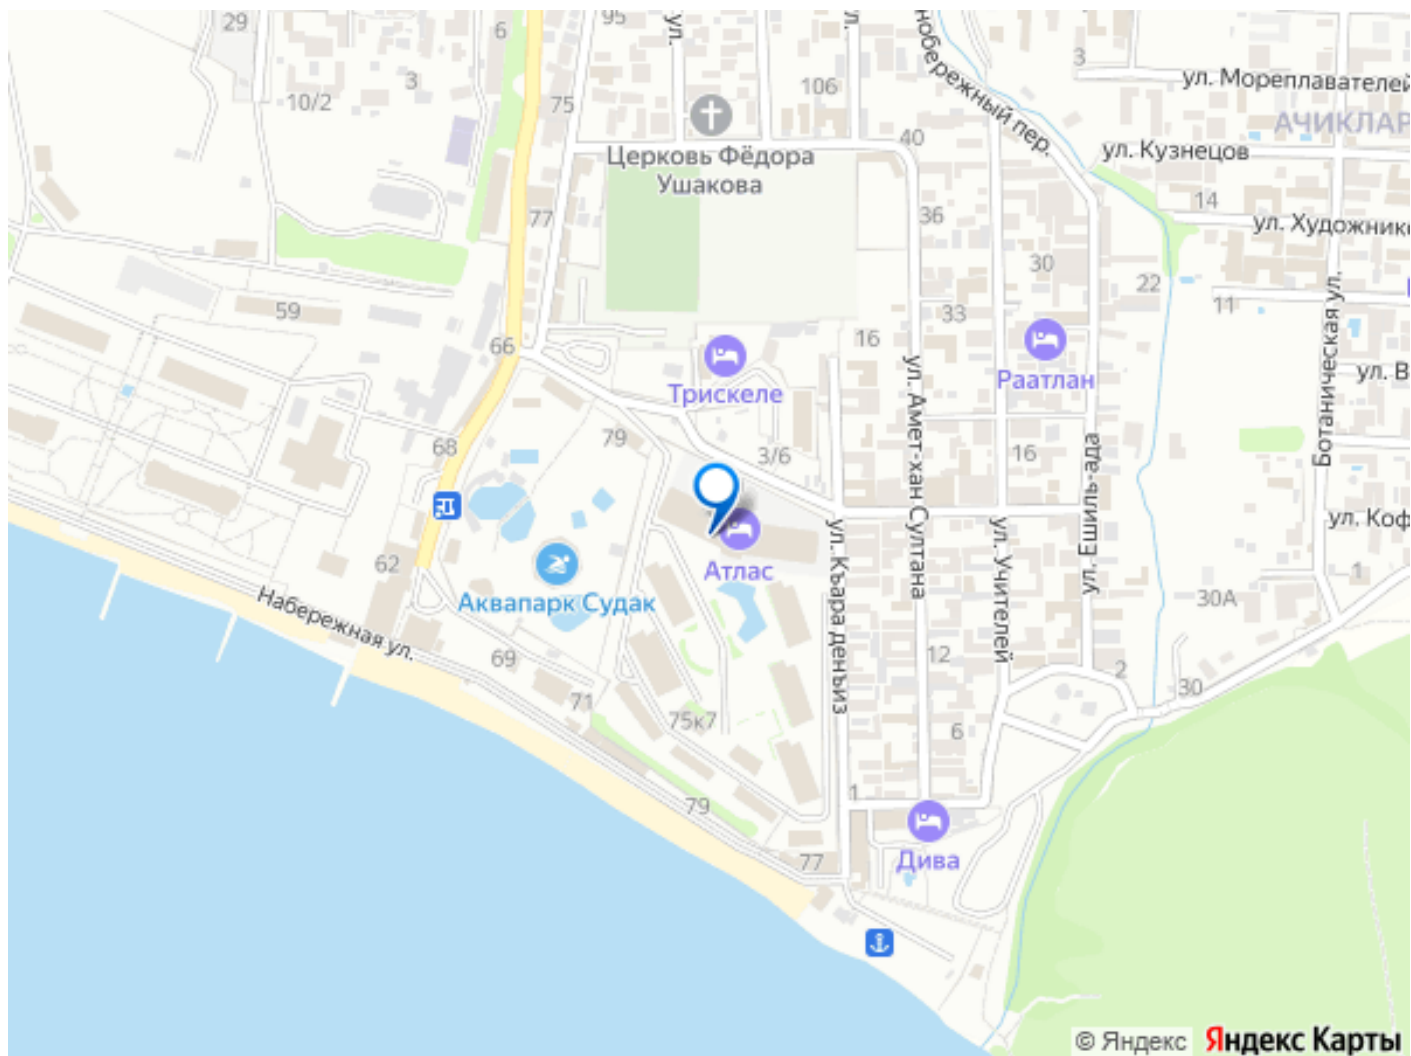 29
6
95
ул.
ул.
3
10/2
75
106
40
нобережный пер.
3
ул. Мореплавателей
АЧИКЛАР
ул. Кузнецов
Церковь Фёдора
Ушакова
77
36
14
ул. Художник
30
22
11
59
33
16
66
Трискеле
Раатлан
ул. В
Ботаническая ул.
ул. Амет-хан Султана
79
68
3/6
16
ул. Ешиль-ада
ул. Коф
ул. Къара денъиз
ул. Учителей
62
Атлас
Аквапарк Судак
1
30А
Набережная ул.
69
71
75к7
12
2
30
6
79
1
77
Дива
© Яндекс
Яндекс Карты